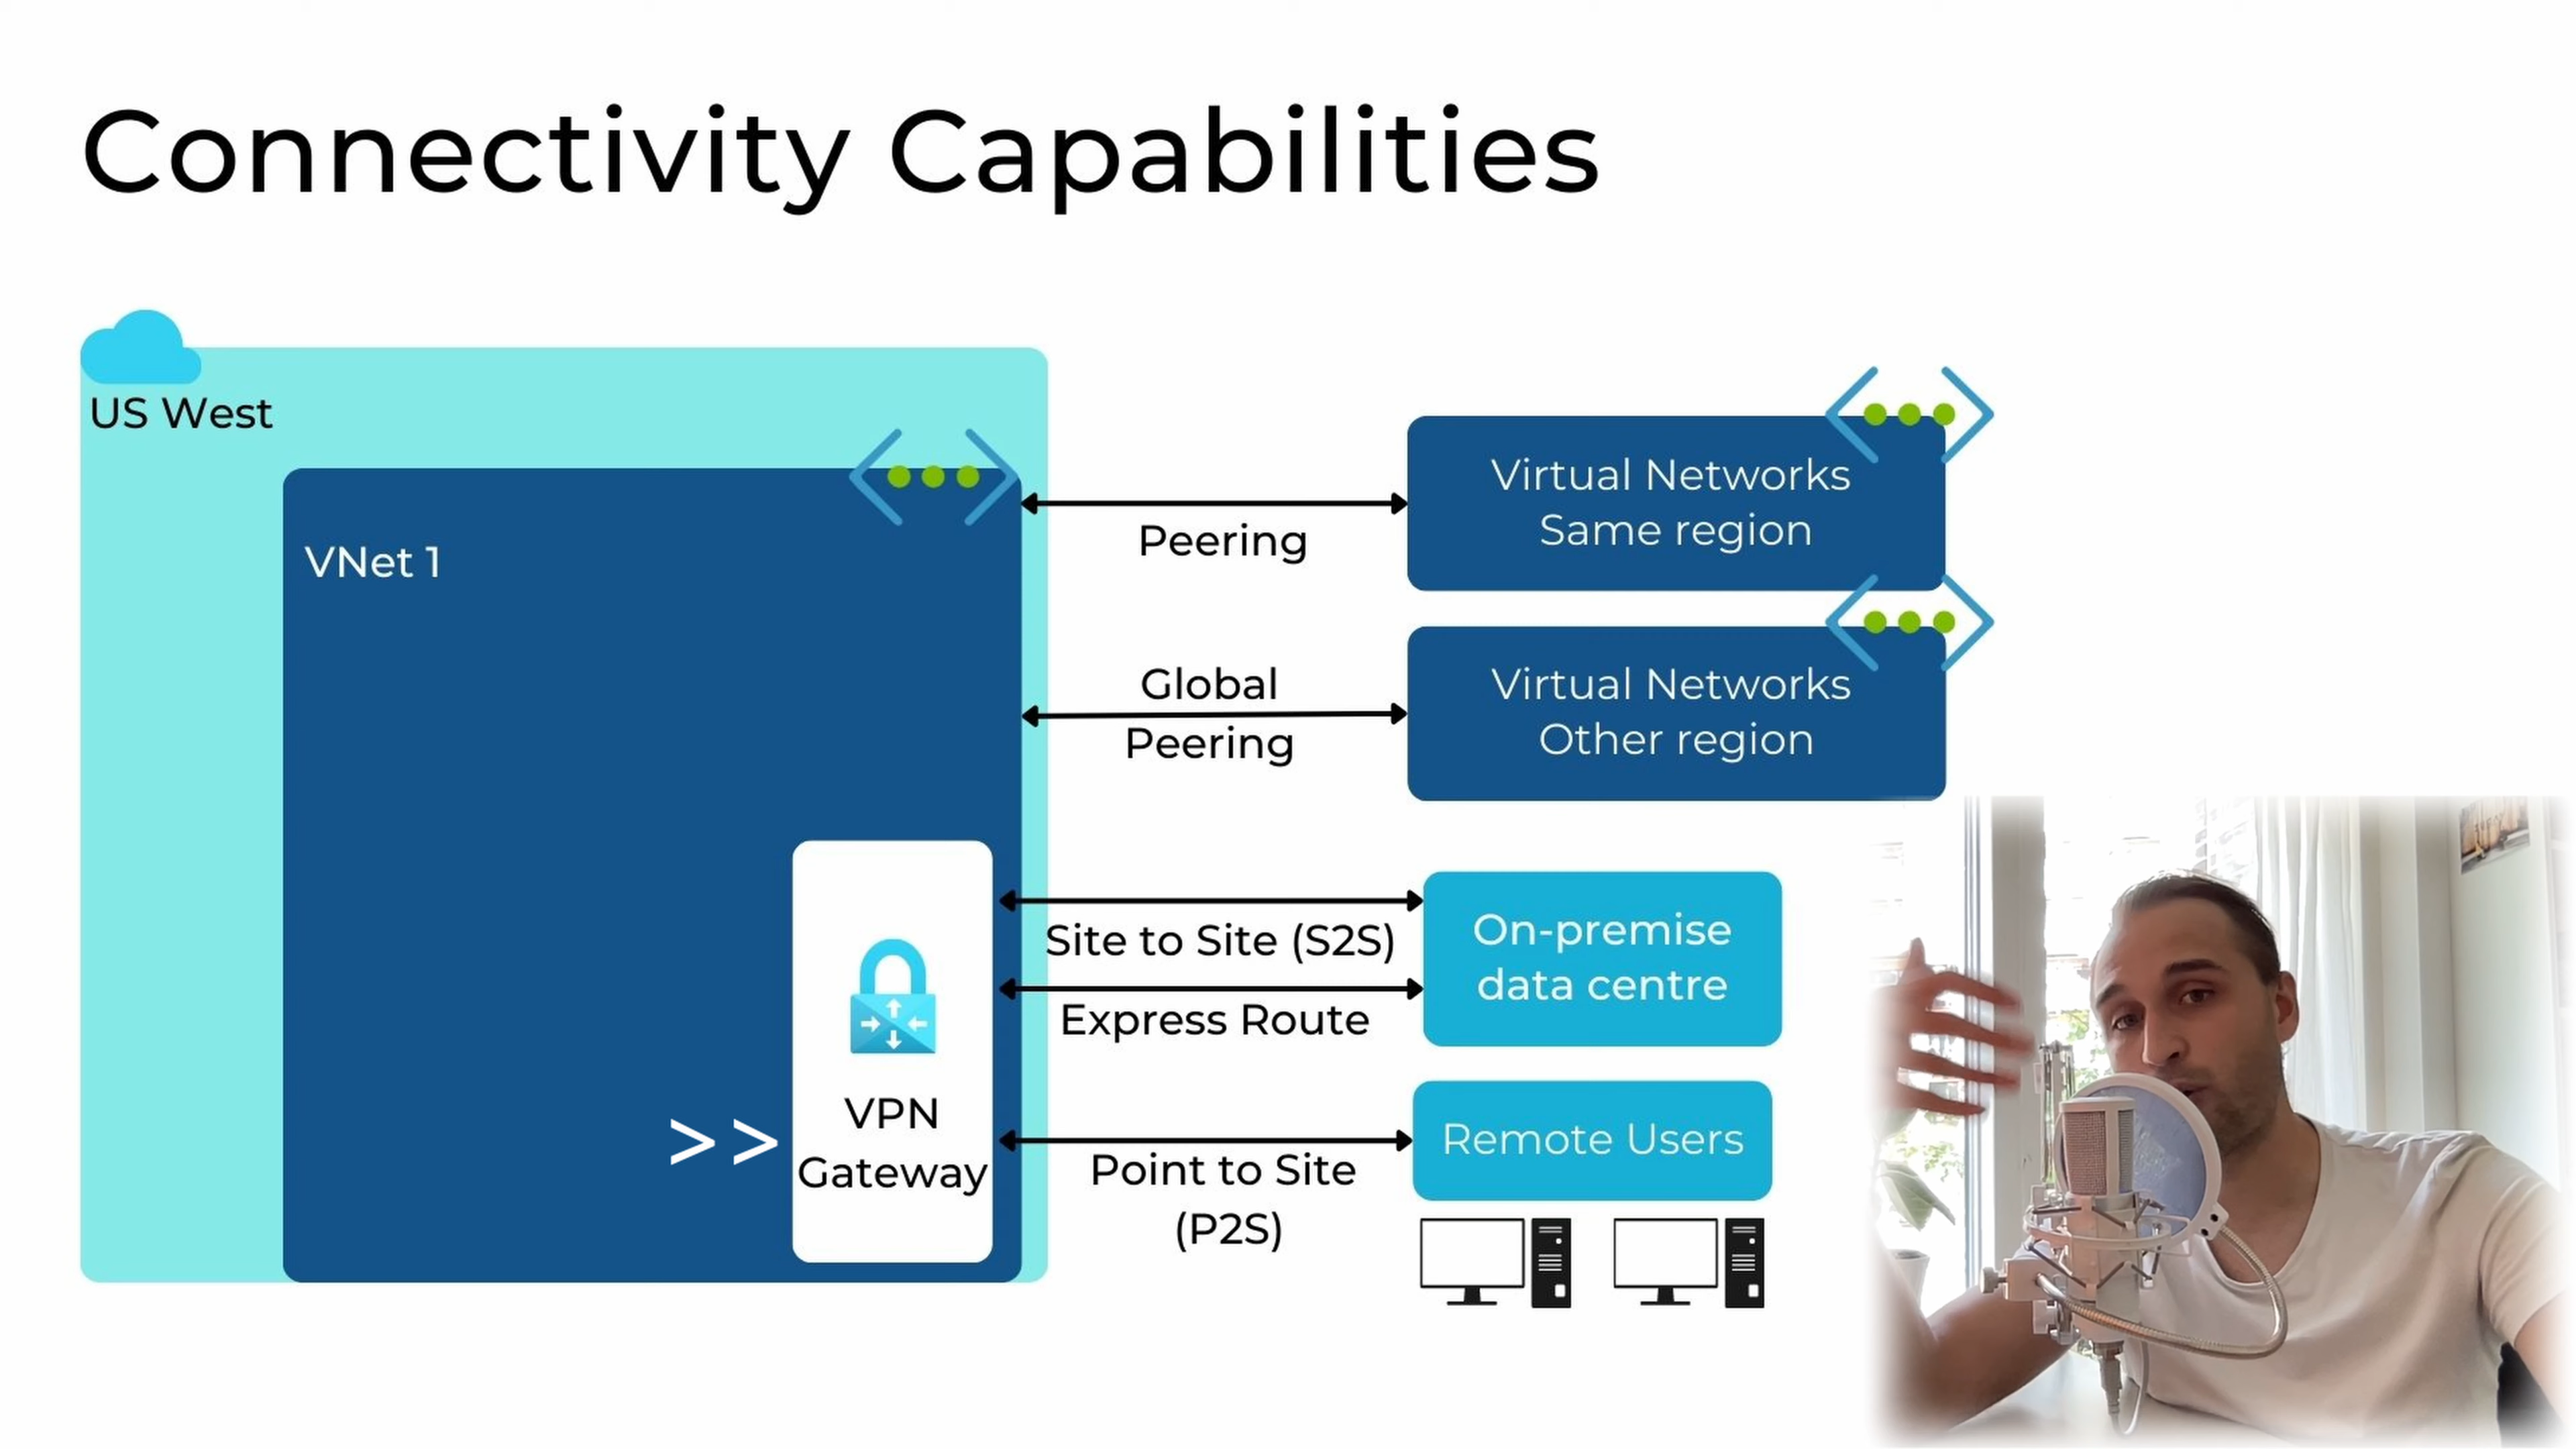 Connectivity Capabilities
US West
VNet 1
Peering
Virtual Networks
Same region
Global
Peering
Virtual Networks
Other region
Site to Site (S2S)
Express Route
On-premise
data centre
>>
VPN
Gateway
Point to Site
(P2S)
Remote Users